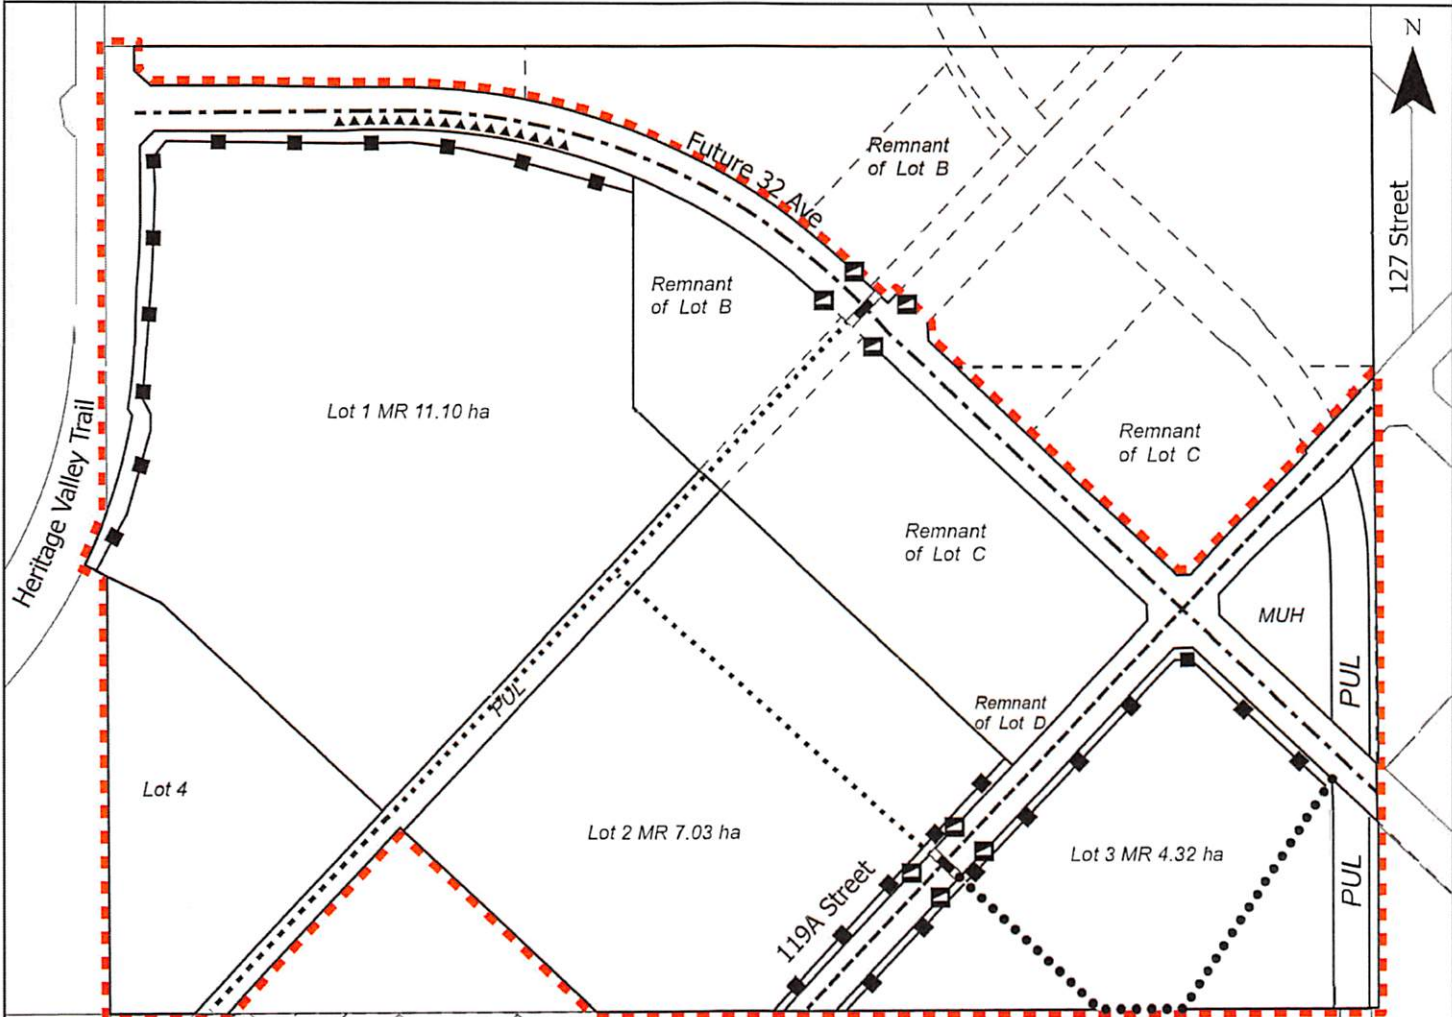 N
Future 32 Ave
Remnant
of Lot B
127 Street
Remnant
of Lot B
Lot 1 MR 11.10 ha
Heritage Valley Trail
Remnant
of Lot C
Remnant
of Lot C
MUH
PUL
PUL
Remnant
of Lot D
Lot 4
Lot 2 MR 7.03 ha
Lot 3 MR 4.32 ha
119A Street
PUL